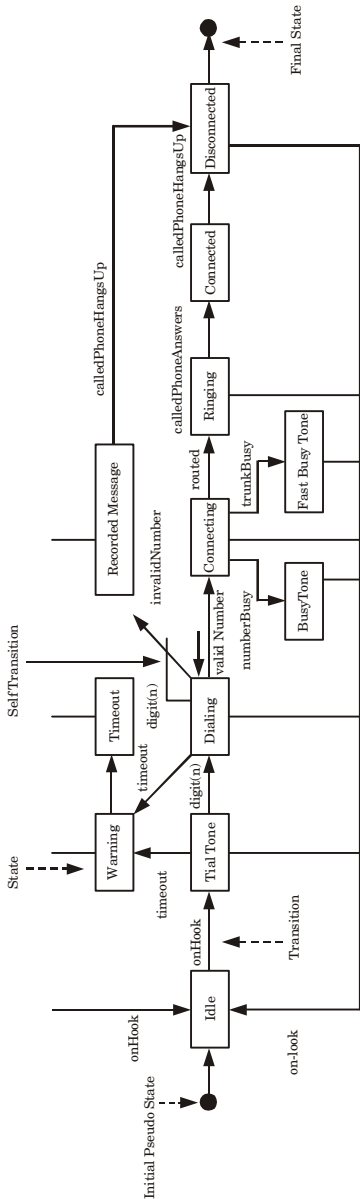 Initial Pseudo State
onHook
on-look
Idle
onHook
Transition
State
Warning
timeout
Tial Tone
digit(n)
Self Transition
Timeout
timeout
digit(n)
Dialing
invalidNumber
valid Number
numberBusy
BusyTone
Recorded Message
Connecting
routed
trunkBusy
Fast Busy Tone
calledPhoneHangsUp
calledPhoneAnswers
Ringing
Connected
calledPhoneHangsUp
Disconnected
Final State